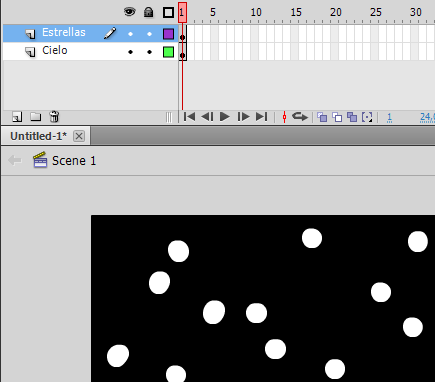 1 5 10 15 20 25 30
Estrellas
Cielo
1 24,0
Untitled-1*
Scene 1